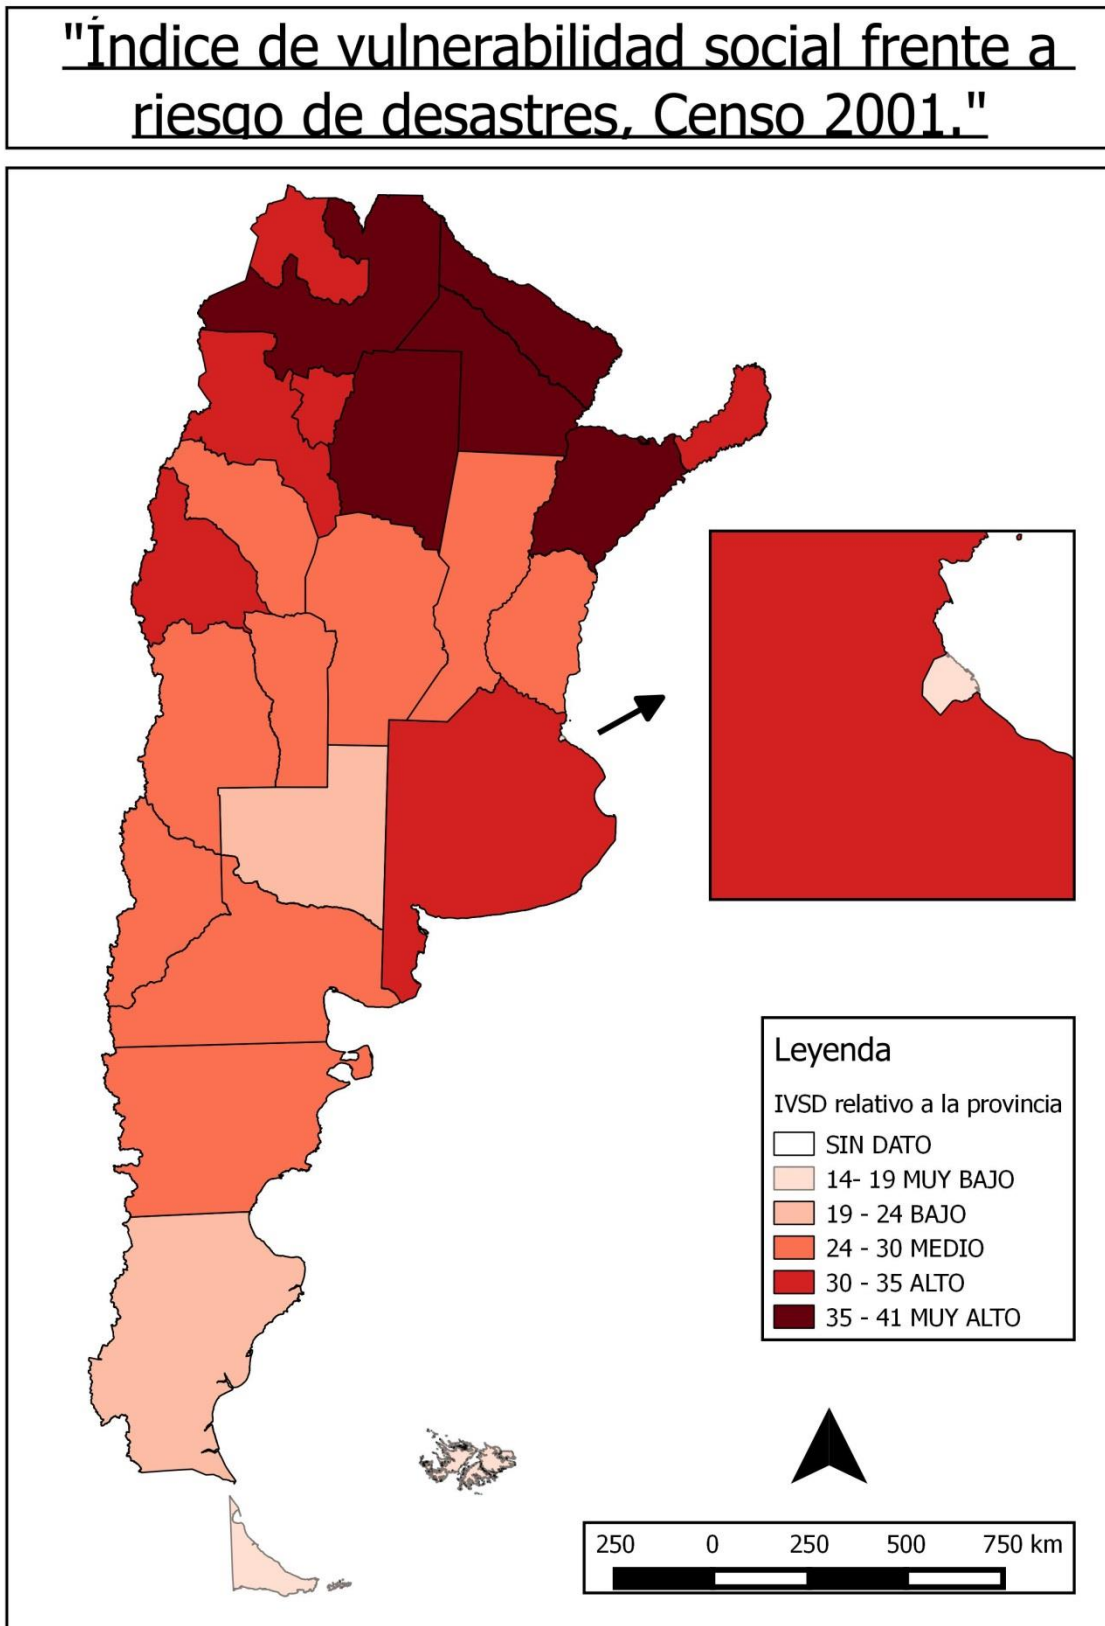 "Índice de vulnerabilidad social frente a
riesgo de desastres, Censo 2001."
Leyenda
IVSD relativo a la provincia
SIN DATO
14- 19 MUY BAJO
19 - 24 BAJO
24 - 30 MEDIO
30 - 35 ALTO
35 - 41 MUY ALTO
250 0 250 500 750 km